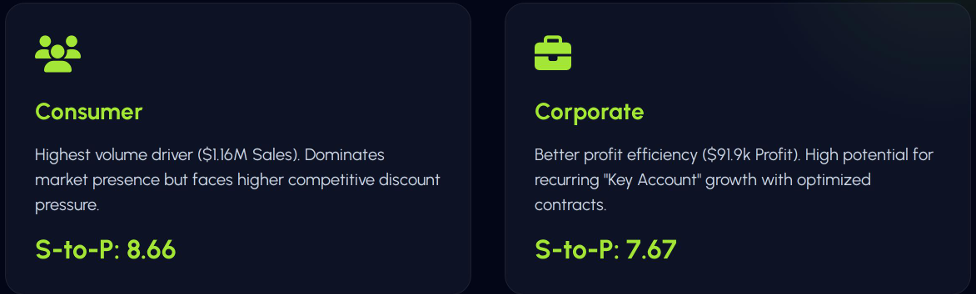 Consumer
Highest volume driver ($1.16M Sales). Dominates
market presence but faces higher competitive discount
pressure.
S-to-P: 8.66
Corporate
Better profit efficiency ($91.9k Profit). High potential for
recurring "Key Account" growth with optimized
contracts.
S-to-P: 7.67